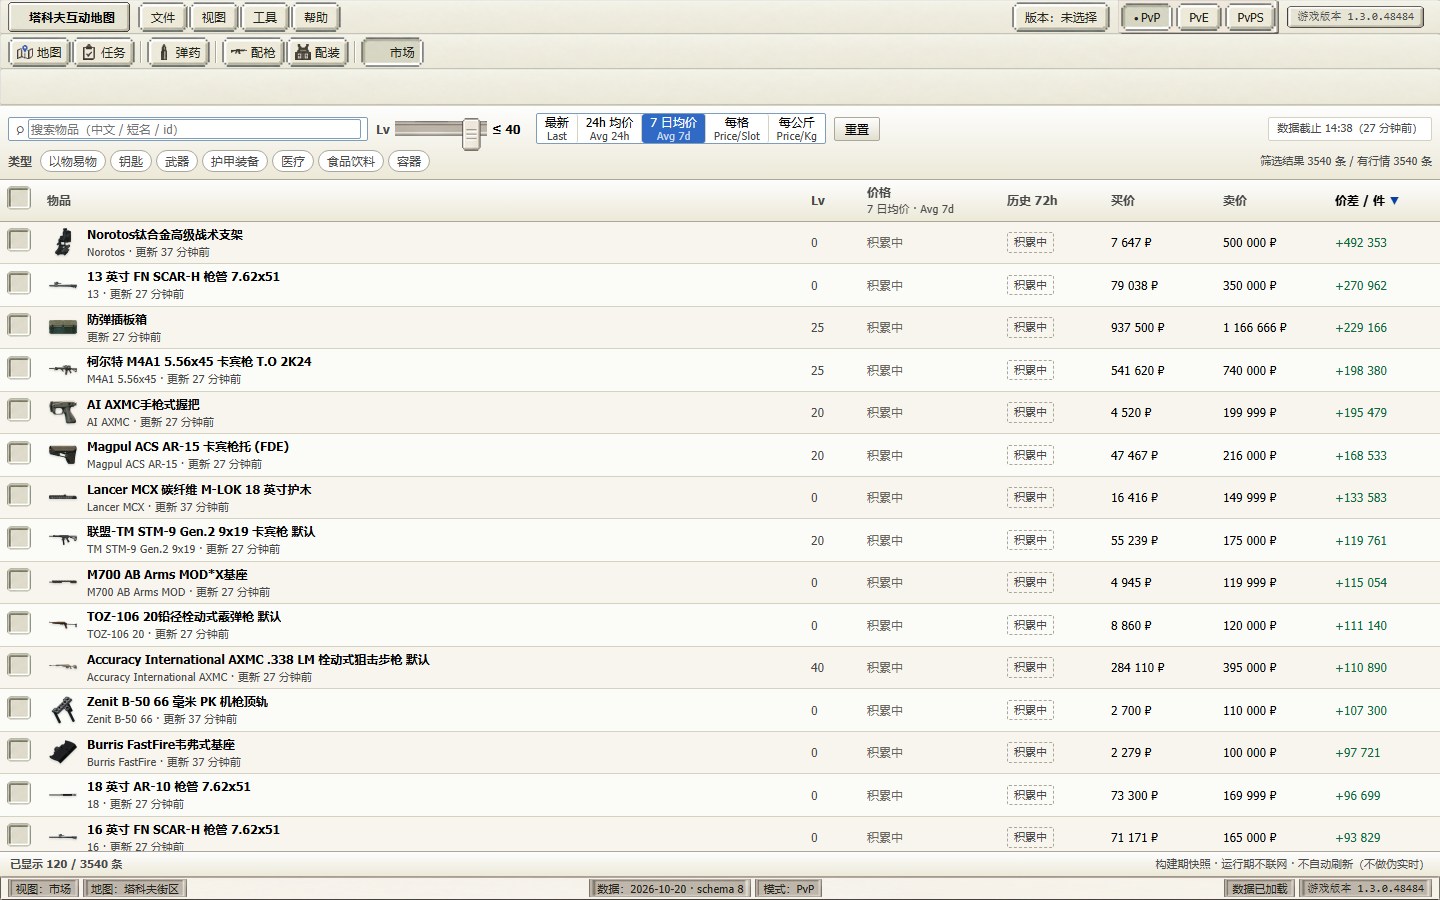 塔科夫互动地图 文件 视图 工具 帮助 版本：未选择 •PvP PvE PvPS 游戏版本 1.3.0.48484
地图 任务 弹药 配枪 配装 市场
搜索物品（中文 / 短名 / id） Lv ≤ 40 最新 24h 均价 7 日均价 每格 每公斤 重置 数据截止 14:38（27 分钟前）
Last Avg 24h Avg 7d Price/Slot Price/Kg
类型 以物易物 钥匙 武器 护甲装备 医疗 食品饮料 容器 筛选结果 3540 条 / 有行情 3540 条
物品 Lv 价格 历史 72h 买价 卖价 价差 / 件 ▼
7 日均价 · Avg 7d
Norotos钛合金高级战术支架
Norotos · 更新 37 分钟前
0 积累中 积累中 7 647 ₽ 500 000 ₽ +492 353
13 英寸 FN SCAR-H 枪管 7.62x51
13 · 更新 27 分钟前
0 积累中 积累中 79 038 ₽ 350 000 ₽ +270 962
防弹插板箱
更新 27 分钟前
25 积累中 积累中 937 500 ₽ 1 166 666 ₽ +229 166
柯尔特 M4A1 5.56x45 卡宾枪 T.O 2K24
M4A1 5.56x45 · 更新 27 分钟前
25 积累中 积累中 541 620 ₽ 740 000 ₽ +198 380
AI AXMC手枪式握把
AI AXMC · 更新 27 分钟前
20 积累中 积累中 4 520 ₽ 199 999 ₽ +195 479
Magpul ACS AR-15 卡宾枪托 (FDE)
Magpul ACS AR-15 · 更新 27 分钟前
20 积累中 积累中 47 467 ₽ 216 000 ₽ +168 533
Lancer MCX 碳纤维 M-LOK 18 英寸护木
Lancer MCX · 更新 37 分钟前
0 积累中 积累中 16 416 ₽ 149 999 ₽ +133 583
联盟-TM STM-9 Gen.2 9x19 卡宾枪 默认
TM STM-9 Gen.2 9x19 · 更新 27 分钟前
20 积累中 积累中 55 239 ₽ 175 000 ₽ +119 761
M700 AB Arms MOD*X基座
M700 AB Arms MOD · 更新 27 分钟前
0 积累中 积累中 4 945 ₽ 119 999 ₽ +115 054
TOZ-106 20铅径栓动式霰弹枪 默认
TOZ-106 20 · 更新 27 分钟前
0 积累中 积累中 8 860 ₽ 120 000 ₽ +111 140
Accuracy International AXMC .338 LM 栓动式狙击步枪 默认
Accuracy International AXMC · 更新 27 分钟前
40 积累中 积累中 284 110 ₽ 395 000 ₽ +110 890
Zenit B-50 66 毫米 PK 机枪顶轨
Zenit B-50 66 · 更新 37 分钟前
0 积累中 积累中 2 700 ₽ 110 000 ₽ +107 300
Burris FastFire韦弗式基座
Burris FastFire · 更新 37 分钟前
0 积累中 积累中 2 279 ₽ 100 000 ₽ +97 721
18 英寸 AR-10 枪管 7.62x51
18 · 更新 27 分钟前
0 积累中 积累中 73 300 ₽ 169 999 ₽ +96 699
16 英寸 FN SCAR-H 枪管 7.62x51
16 · 更新 27 分钟前
0 积累中 积累中 71 171 ₽ 165 000 ₽ +93 829
已显示 120 / 3540 条 构建期快照 · 运行期不联网 · 不自动刷新（不做伪实时）
视图：市场 地图：塔科夫街区 数据：2026-10-20 · schema 8 模式：PvP 数据已加载 游戏版本 1.3.0.48484